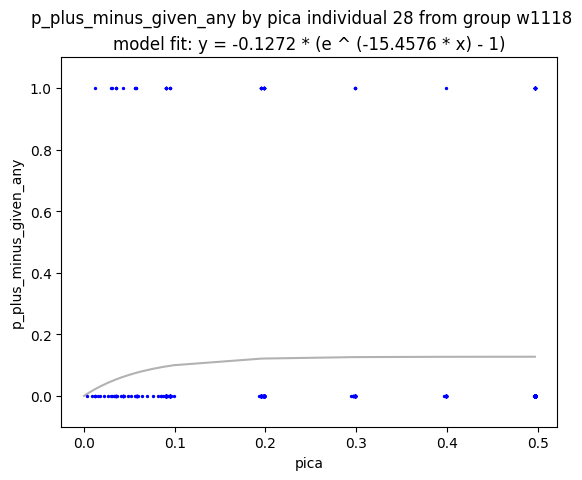 p_plus_minus_given_any by pica individual 28 from group w1118
model fit: y = -0.1272 * (e ^ (-15.4576 * x) - 1)
1.0
0.8
0.6
0.4
0.2
0.0
p_plus_minus_given_any
0.0 0.1 0.2 0.3 0.4 0.5
pica